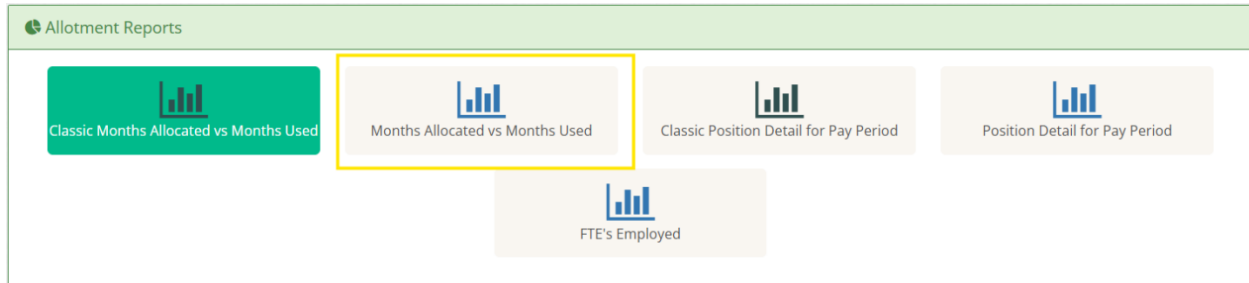 Allotment Reports
Classic Months Allocated vs Months Used
Months Allocated vs Months Used
Classic Position Detail for Pay Period
Position Detail for Pay Period
FTE's Employed